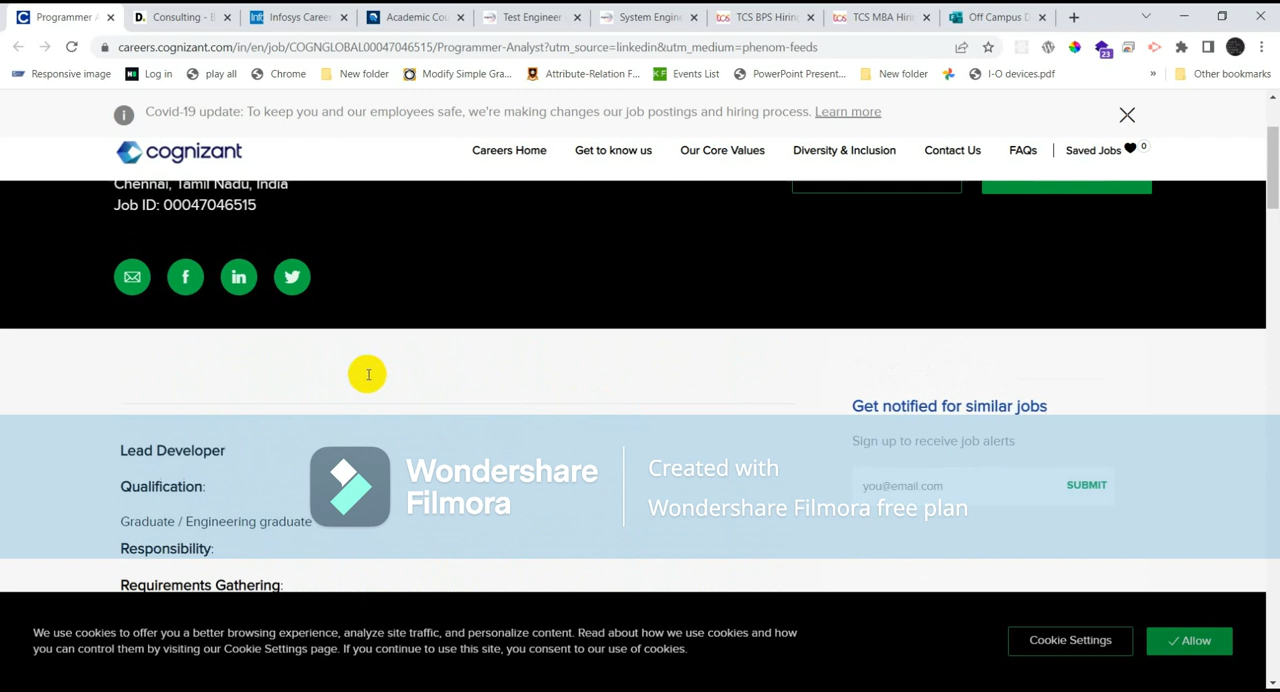 Programmer A
Consulting - B
Infosys Caree
Academic Cou
Test Engineer
System Engine
TCS BPS Hirin
TCS MBA Hiri
Off Campus D
careers.cognizant.com/in/en/job/COGNGLOBAL00047046515/Programmer-Analyst?utm_source=linkedin&utm_medium=phenom-feeds
23
Responsive image
Log in
play all
Chrome
New folder
Modify Simple Gra...
Attribute-Relation F...
KF Events List
PowerPoint Present...
New folder
I-O devices.pdf
»
Other bookmarks
Covid-19 update: To keep you and our employees safe, we're making changes our job postings and hiring process. Learn more
cognizant
Careers Home
Get to know us
Our Core Values
Diversity & Inclusion
Contact Us
FAQs
Saved Jobs
0
Chennai, Tamil Nadu, India
Job ID: 00047046515
Get notified for similar jobs
Sign up to receive job alerts
you@email.com
SUBMIT
Lead Developer
Qualification:
Graduate / Engineering graduate
Responsibility:
Requirements Gathering:
Wondershare
Filmora
Created with
Wondershare Filmora free plan
We use cookies to offer you a better browsing experience, analyze site traffic, and personalize content. Read about how we use cookies and how
you can control them by visiting our Cookie Settings page. If you continue to use this site, you consent to our use of cookies.
Cookie Settings
Allow